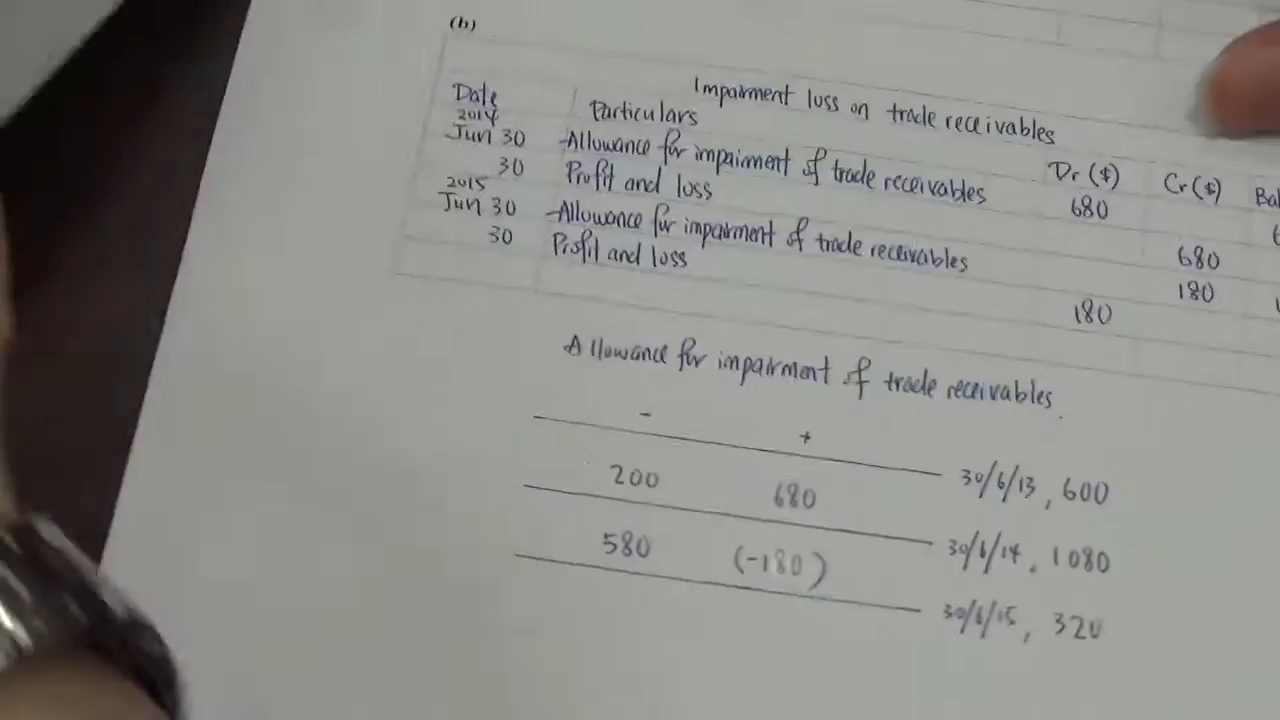 (b)
Impairment loss on trade receivables
Date Particulars Dr ($) Cr ($)
2014
Jun 30 Allowance for impairment of trade receivables 680
30 Profit and loss 680
2015
Jun 30 Allowance for impairment of trade receivables 180
30 Profit and loss 180
Allowance for impairment of trade receivables.
- +
30/6/13, 600
200 680
30/6/14, 1080
580 (-180)
30/6/15, 320